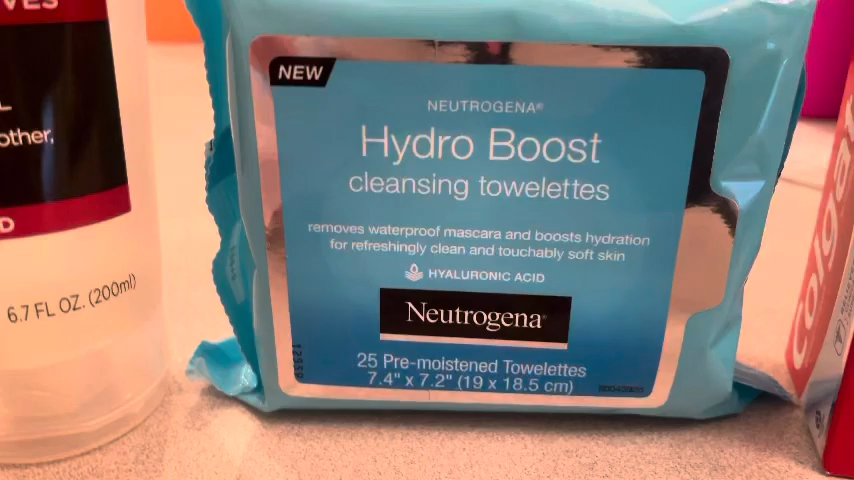 VES
L
other,
D
6.7 FL OZ. (200ml)
NEW
NEUTROGENA®
Hydro Boost
cleansing towelettes
removes waterproof mascara and boosts hydration
for refreshingly clean and touchably soft skin
HYALURONIC ACID
Neutrogena®
25 Pre-moistened Towelettes
7.4" x 7.2" (19 x 18.5 cm)
Colgat